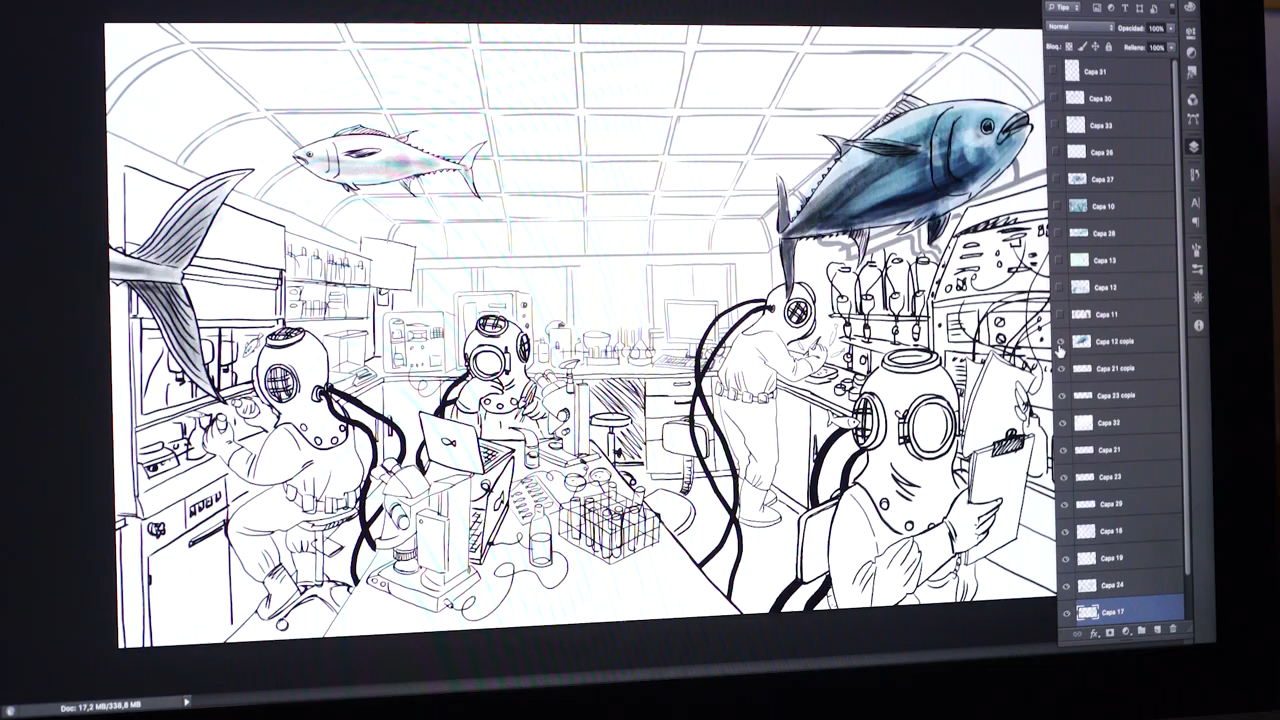 Tipo
Normal
Opacidad: 100%
Bloq.:
Relleno: 100%
Capa 31
Capa 30
Capa 33
Capa 26
Capa 27
Capa 10
Capa 28
Capa 13
Capa 12
Capa 11
Capa 12 copia
Capa 21 copia
Capa 23 copia
Capa 32
Capa 21
Capa 23
Capa 29
Capa 18
Capa 19
Capa 24
Capa 17
fx
Doc: 17,2 MB/338,8 MB